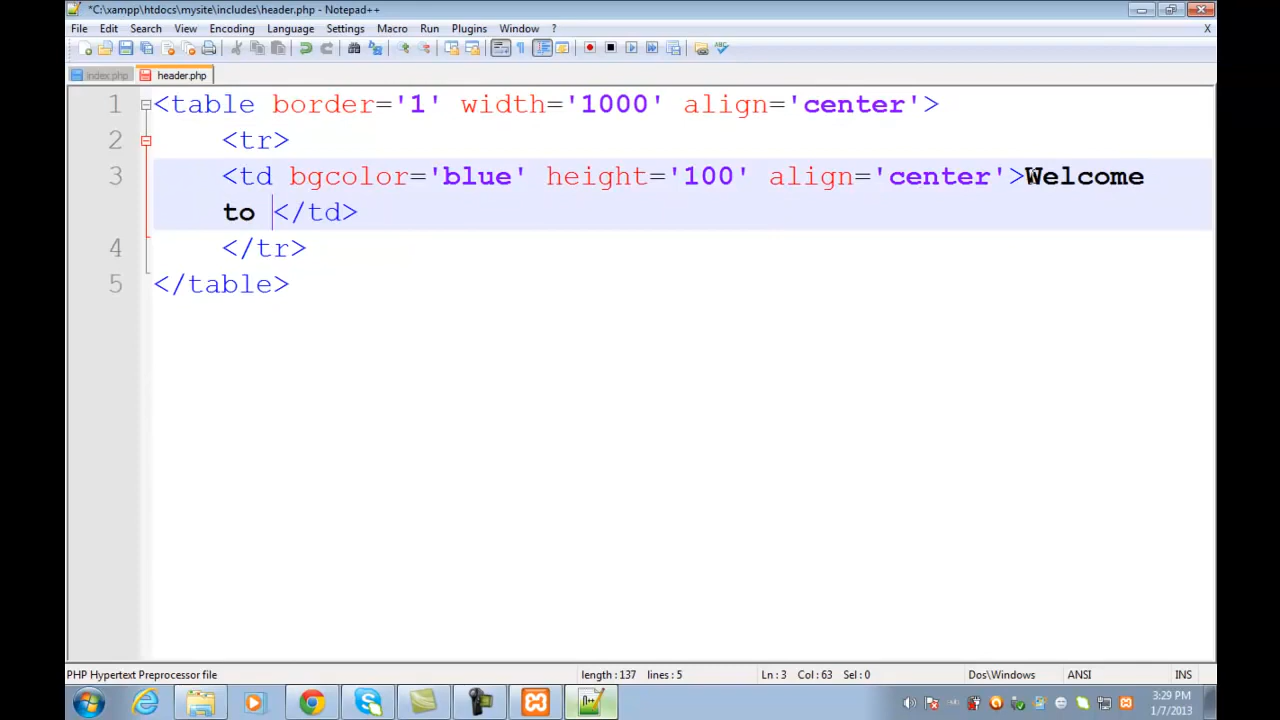 *C:\xampp\htdocs\mysite\includes\header.php - Notepad++
File Edit Search View Encoding Language Settings Macro Run Plugins Window ? X
index.php header.php
1 <table border='1' width='1000' align='center'>
2 <tr>
3 <td bgcolor='blue' height='100' align='center'>Welcome
to </td>
4 </tr>
5 </table>
PHP Hypertext Preprocessor file length : 137 lines : 5 Ln : 3 Col : 63 Sel : 0 Dos\Windows ANSI INS
3:29 PM
1/7/2013